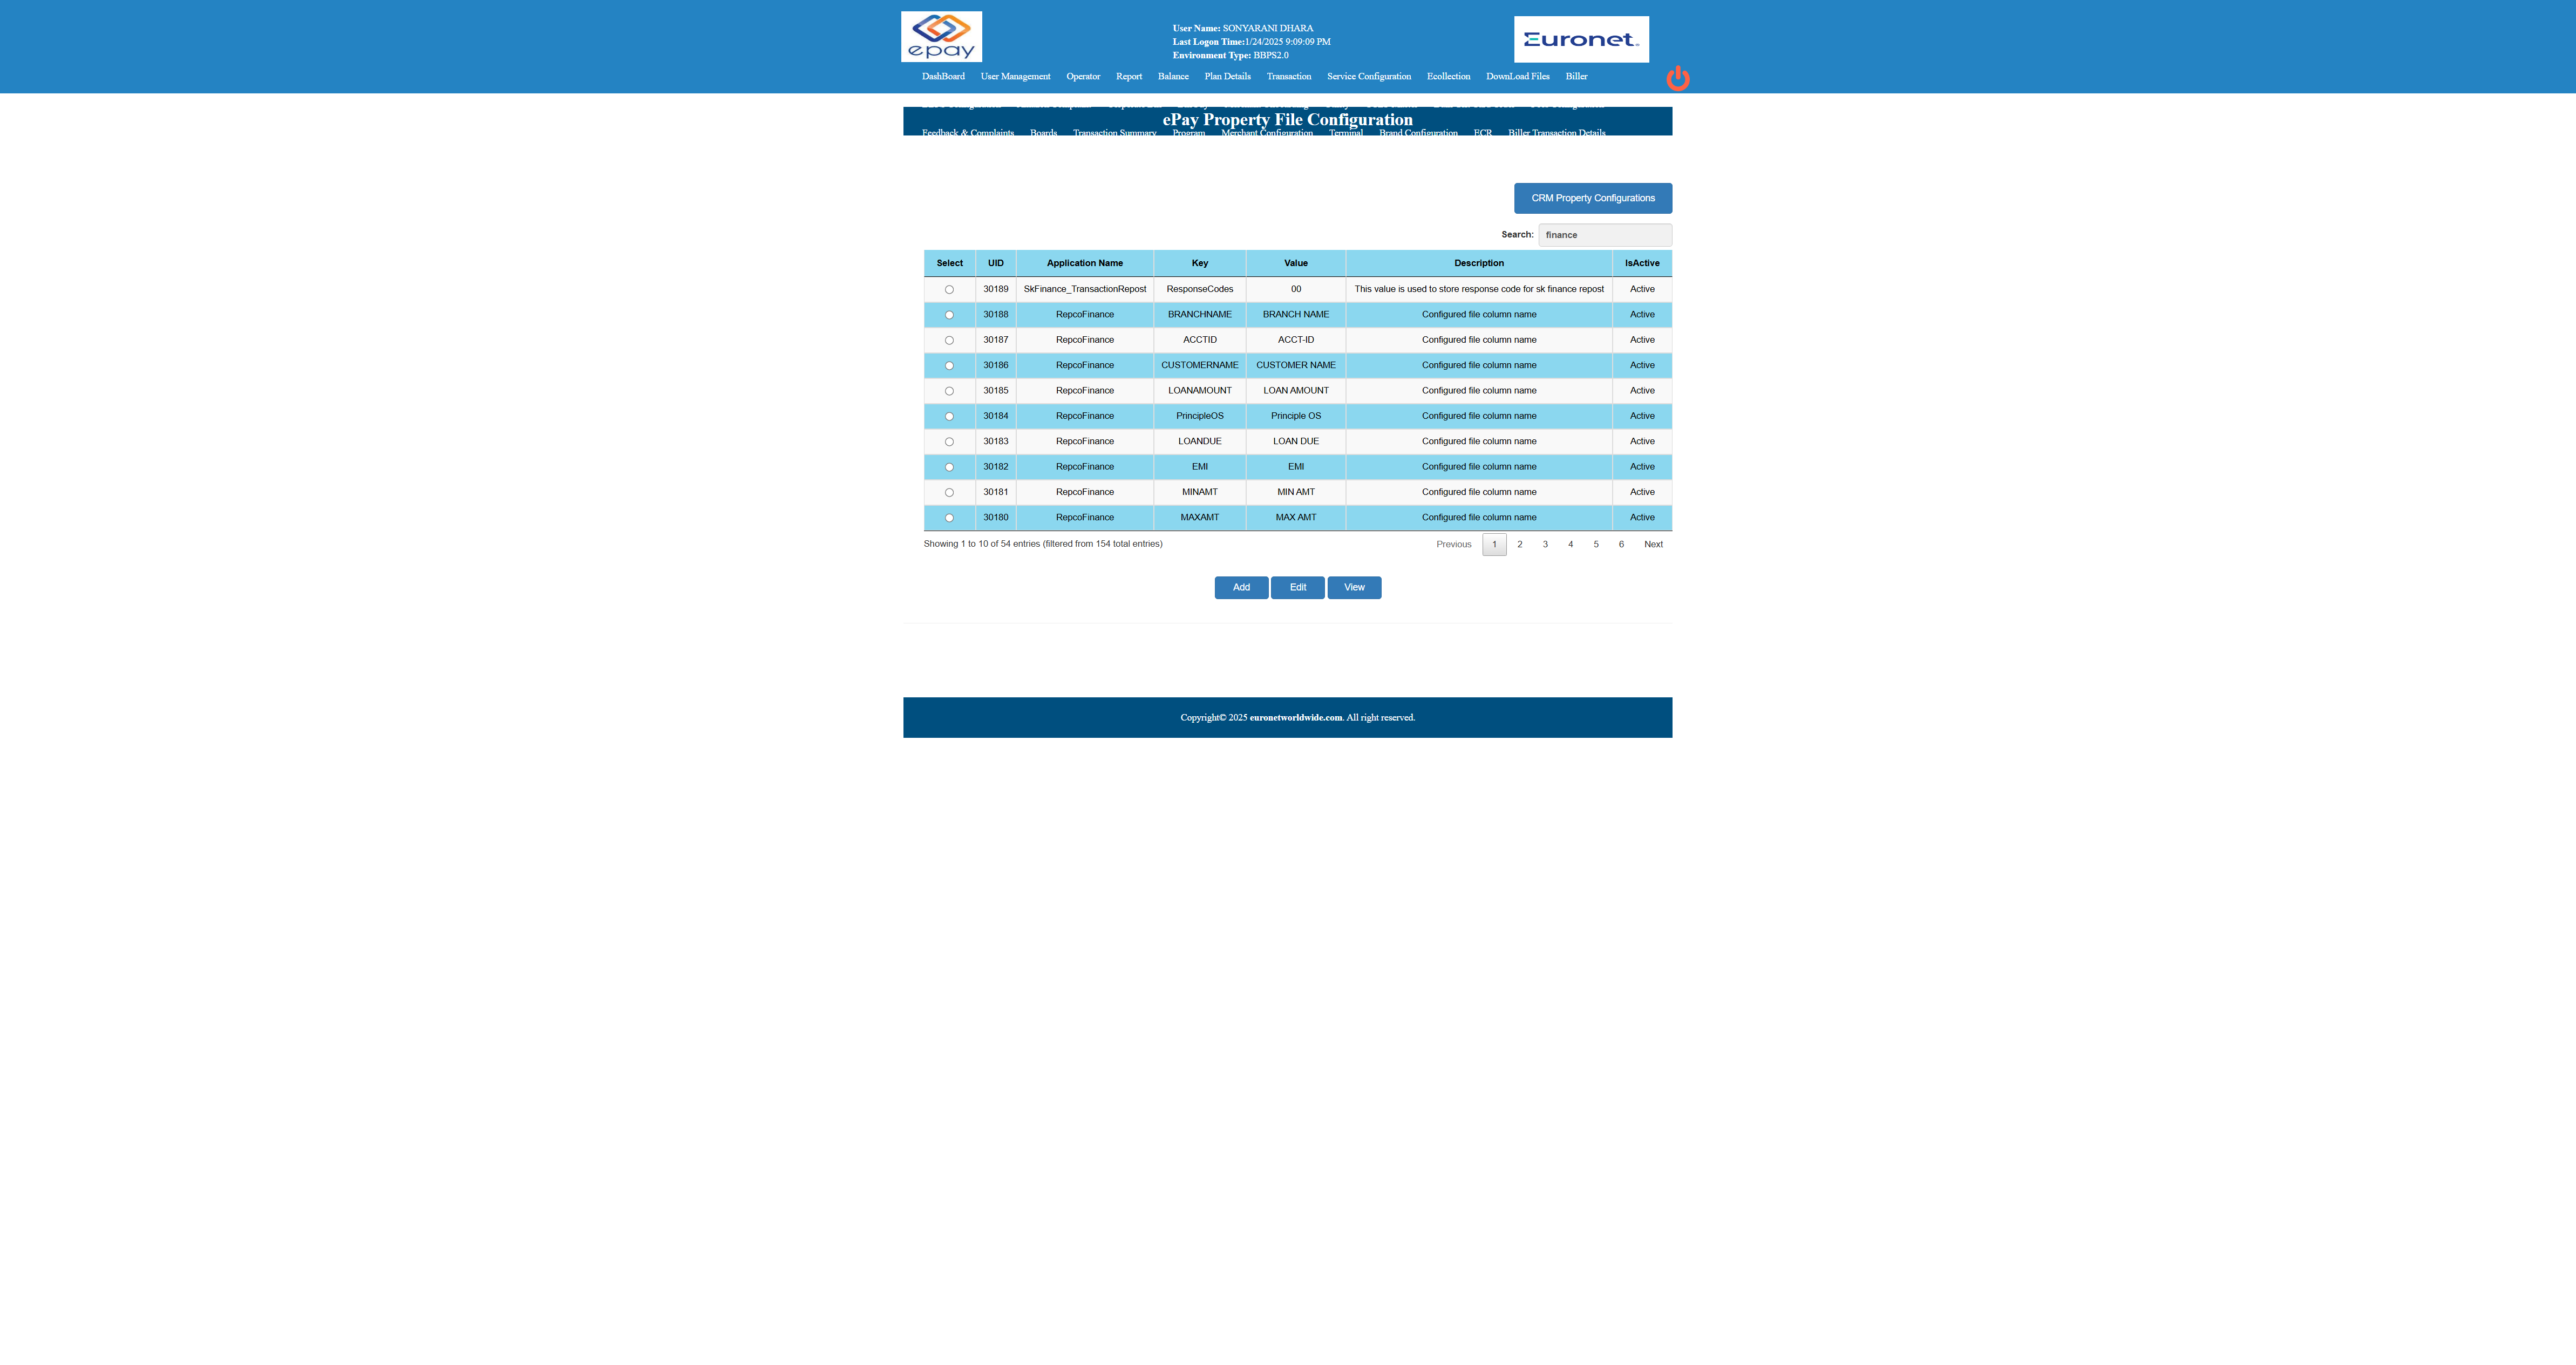 epay
User Name: SONYARANI DHARA
Last Logon Time:1/24/2025 9:09:09 PM
Environment Type: BBPS2.0
Euronet
DashBoard User Management Operator Report Balance Plan Details Transaction Service Configuration Ecollection DownLoad Files Biller
ePay Property File Configuration
Feedback & Complaints Boards Transaction Summary Program Merchant Configuration Terminal Brand Configuration ECR Biller Transaction Details
CRM Property Configurations
Search: finance
Select UID Application Name Key Value Description IsActive
30189 SkFinance_TransactionRepost ResponseCodes 00 This value is used to store response code for sk finance repost Active
30188 RepcoFinance BRANCHNAME BRANCH NAME Configured file column name Active
30187 RepcoFinance ACCTID ACCT-ID Configured file column name Active
30186 RepcoFinance CUSTOMERNAME CUSTOMER NAME Configured file column name Active
30185 RepcoFinance LOANAMOUNT LOAN AMOUNT Configured file column name Active
30184 RepcoFinance PrincipleOS Principle OS Configured file column name Active
30183 RepcoFinance LOANDUE LOAN DUE Configured file column name Active
30182 RepcoFinance EMI EMI Configured file column name Active
30181 RepcoFinance MINAMT MIN AMT Configured file column name Active
30180 RepcoFinance MAXAMT MAX AMT Configured file column name Active
Showing 1 to 10 of 54 entries (filtered from 154 total entries) Previous 1 2 3 4 5 6 Next
Add Edit View
Copyright© 2025 euronetworldwide.com. All right reserved.